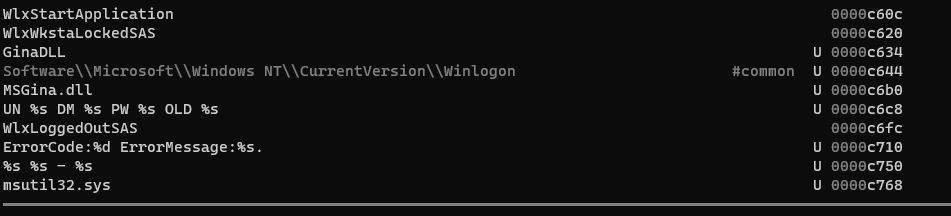 WlxStartApplication 0000c60c
WlxWkstaLockedSAS 0000c620
GinaDLL U 0000c634
Software\\Microsoft\\Windows NT\\CurrentVersion\\Winlogon #common U 0000c644
MSGina.dll U 0000c6b0
UN %s DM %s PW %s OLD %s U 0000c6c8
WlxLoggedOutSAS 0000c6fc
ErrorCode:%d ErrorMessage:%s. U 0000c710
%s %s - %s U 0000c750
msutil32.sys U 0000c768